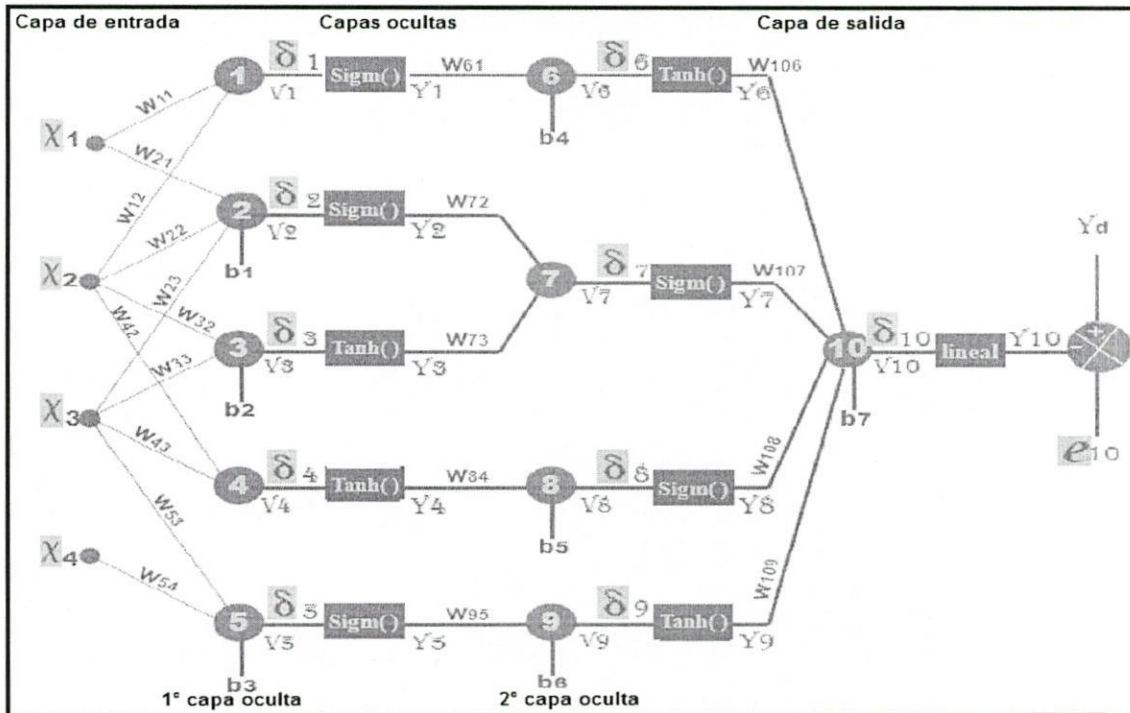 Capa de entrada
Capas ocultas
Capa de salida
χ1
χ2
χ3
χ4
W11
W21
W12
W22
W32
W42
W23
W33
W43
W53
W54
1
δ1
V1
Sigm()
Y1
W61
2
δ2
V2
Sigm()
Y2
W72
b1
3
δ3
V3
Tanh()
Y3
W73
b2
4
δ4
V4
Tanh()
Y4
W84
5
δ5
V5
Sigm()
Y5
W95
b3
6
δ6
V6
Tanh()
Y6
W106
b4
7
δ7
V7
Sigm()
Y7
W107
8
δ8
V8
Sigm()
Y8
W108
b5
9
δ9
V9
Tanh()
Y9
W109
b6
10
δ10
V10
lineal
Y10
b7
Yd
+
-
e10
1° capa oculta
2° capa oculta